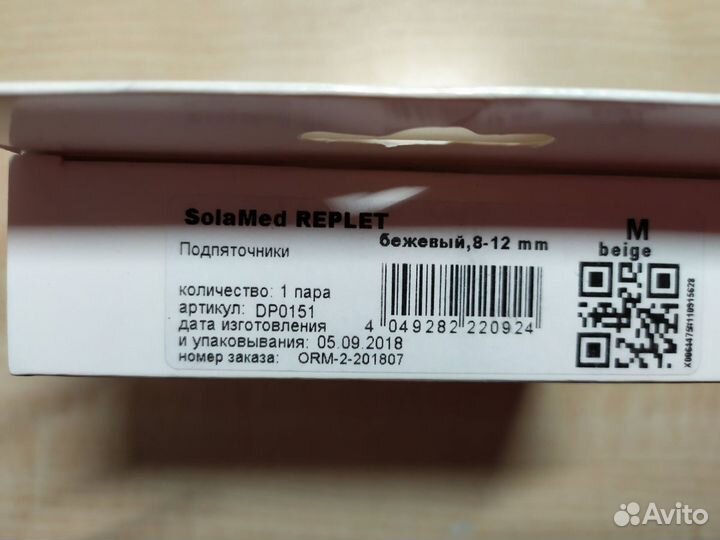 SolaMed REPLET
бежевый,8-12 mm
M
beige
Подпяточники
количество: 1 пара
артикул: DP0151
дата изготовления
и упаковывания: 05.09.2018
номер заказа: ORM-2-201807
4 049282 220924
Avito